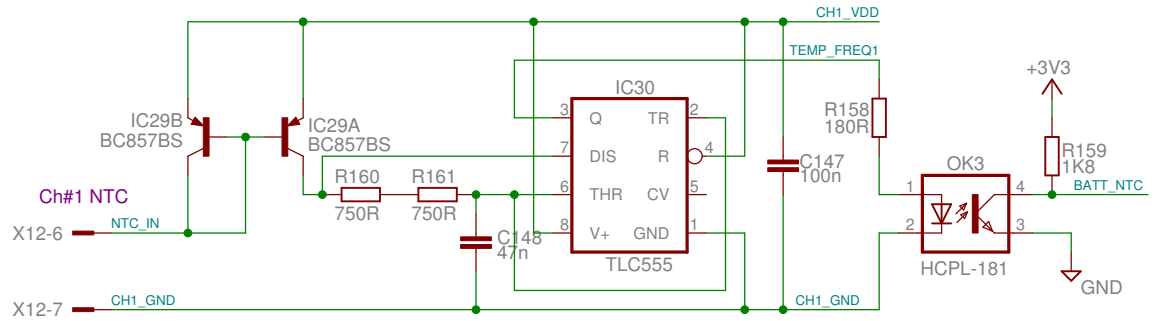 CH1_VDD
TEMP_FREQ1
+3V3
IC30
IC29B
BC857BS
IC29A
BC857BS
3
Q
TR
2
R158
180R
7
DIS
R
4
R159
1K8
C147
100n
OK3
R160
750R
R161
750R
6
THR
CV
5
1
4
BATT_NTC
Ch#1 NTC
X12-6
NTC_IN
C148
47n
8
V+
GND
1
2
3
TLC555
HCPL-181
GND
X12-7
CH1_GND
CH1_GND